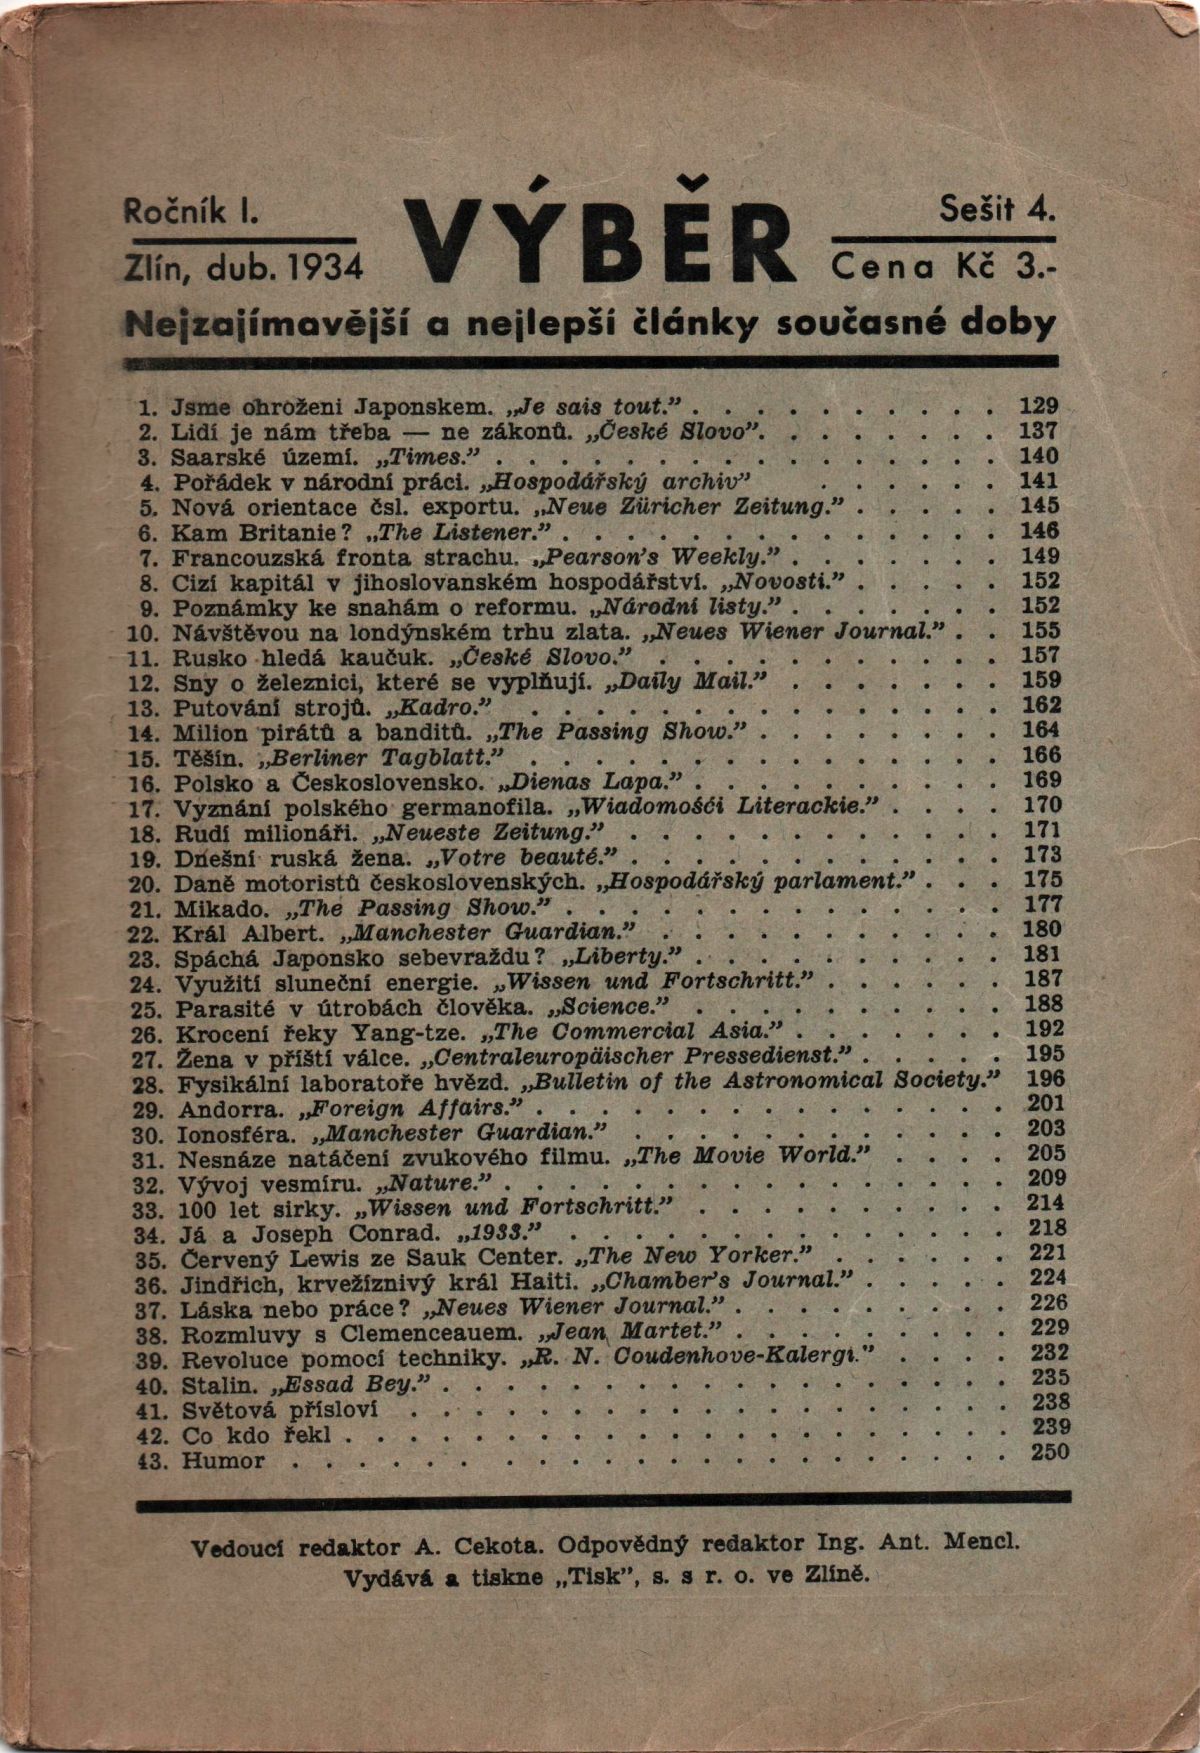 Ročník I.
Zlín, dub. 1934
VÝBĚR
Sešit 4.
Cena Kč 3.-
Nejzajímavější a nejlepší články současné doby
1. Jsme ohroženi Japonskem. „Je sais tout.” . . . . . . . . . . 129
2. Lidí je nám třeba — ne zákonů. „České Slovo”. . . . . . . . 137
3. Saarské území. „Times.” . . . . . . . . . . . . . . . . 140
4. Pořádek v národní práci. „Hospodářský archiv” . . . . . . 141
5. Nová orientace čsl. exportu. „Neue Züricher Zeitung.” . . . . . 145
6. Kam Britanie? „The Listener.” . . . . . . . . . . . . . . 146
7. Francouzská fronta strachu. „Pearson's Weekly.” . . . . . . . 149
8. Cizí kapitál v jihoslovanském hospodářství. „Novosti.” . . . . . 152
9. Poznámky ke snahám o reformu. „Národní listy.” . . . . . . . 152
10. Návštěvou na londýnském trhu zlata. „Neues Wiener Journal.” . . 155
11. Rusko hledá kaučuk. „České Slovo.” . . . . . . . . . . . 157
12. Sny o železnici, které se vyplňují. „Daily Mail.” . . . . . . . 159
13. Putování strojů. „Kadro.” . . . . . . . . . . . . . . . 162
14. Milion pirátů a banditů. „The Passing Show.” . . . . . . . . 164
15. Těšín. „Berliner Tagblatt.” . . . . . . . . . . . . . . . 166
16. Polsko a Československo. „Dienas Lapa.” . . . . . . . . . . 169
17. Vyznání polského germanofila. „Wiadomośći Literackie.” . . . . 170
18. Rudí milionáři. „Neueste Zeitung.” . . . . . . . . . . . . 171
19. Dnešní ruská žena. „Votre beauté.” . . . . . . . . . . . . 173
20. Daně motoristů československých. „Hospodářský parlament.” . . . 175
21. Mikado. „The Passing Show.” . . . . . . . . . . . . . . 177
22. Král Albert. „Manchester Guardian.” . . . . . . . . . . . 180
23. Spáchá Japonsko sebevraždu? „Liberty.” . . . . . . . . . . 181
24. Využití sluneční energie. „Wissen und Fortschritt.” . . . . . . 187
25. Parasité v útrobách člověka. „Science.” . . . . . . . . . . 188
26. Krocení řeky Yang-tze. „The Commercial Asia.” . . . . . . . 192
27. Žena v příští válce. „Centraleuropäischer Pressedienst.” . . . . . 195
28. Fysikální laboratoře hvězd. „Bulletin of the Astronomical Society.” 196
29. Andorra. „Foreign Affairs.” . . . . . . . . . . . . . . . 201
30. Ionosféra. „Manchester Guardian.” . . . . . . . . . . . . 203
31. Nesnáze natáčení zvukového filmu. „The Movie World.” . . . . 205
32. Vývoj vesmíru. „Nature.” . . . . . . . . . . . . . . . . 209
33. 100 let sirky. „Wissen und Fortschritt.” . . . . . . . . . . 214
34. Já a Joseph Conrad. „1933.” . . . . . . . . . . . . . . 218
35. Červený Lewis ze Sauk Center. „The New Yorker.” . . . . . . 221
36. Jindřich, krvežíznivý král Haiti. „Chamber's Journal.” . . . . . 224
37. Láska nebo práce? „Neues Wiener Journal.” . . . . . . . . . 226
38. Rozmluvy s Clemenceauem. „Jean Martet.” . . . . . . . . . 229
39. Revoluce pomocí techniky. „R. N. Coudenhove-Kalergi." . . . . 232
40. Stalin. „Essad Bey.” . . . . . . . . . . . . . . . . . . 235
41. Světová přísloví . . . . . . . . . . . . . . . . . . . 238
42. Co kdo řekl . . . . . . . . . . . . . . . . . . . . . 239
43. Humor . . . . . . . . . . . . . . . . . . . . . . . 250
Vedoucí redaktor A. Cekota. Odpovědný redaktor Ing. Ant. Mencl.
Vydává a tiskne „Tisk”, s. s r. o. ve Zlíně.